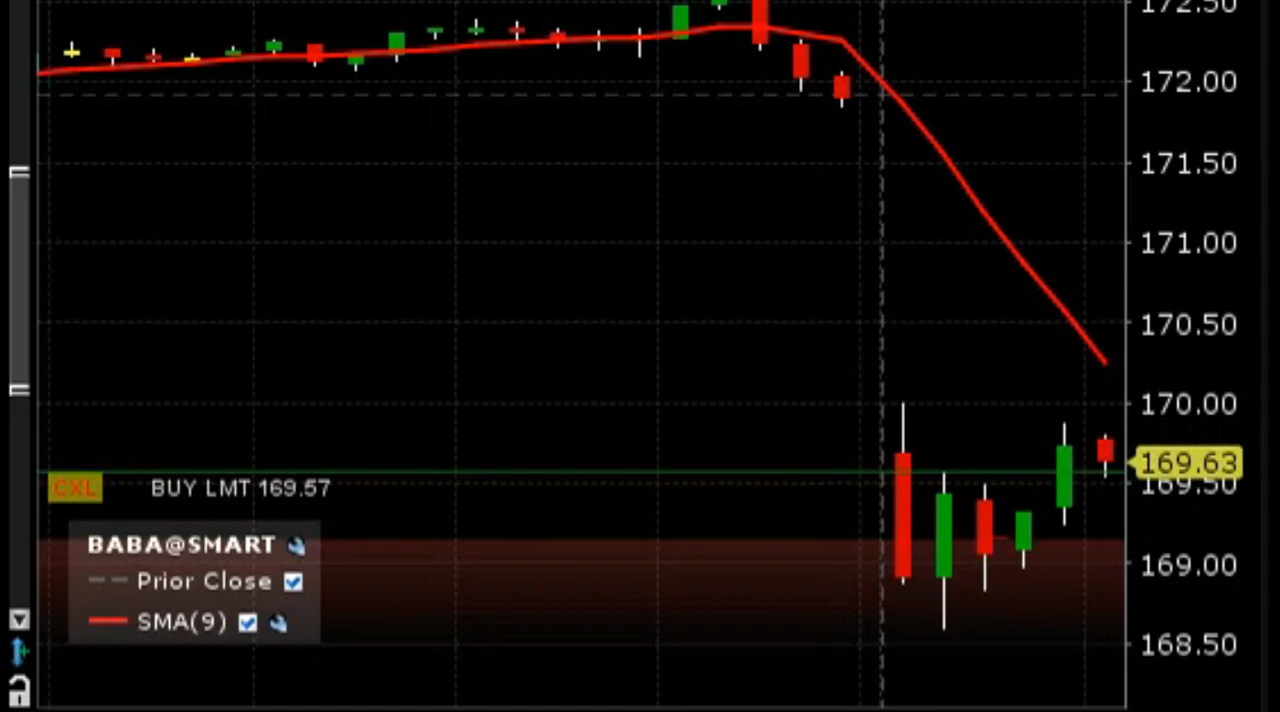 172.50
172.00
171.50
171.00
170.50
170.00
169.63
169.50
CXL BUY LMT 169.57
BABA@SMART
Prior Close
SMA(9)
169.00
168.50